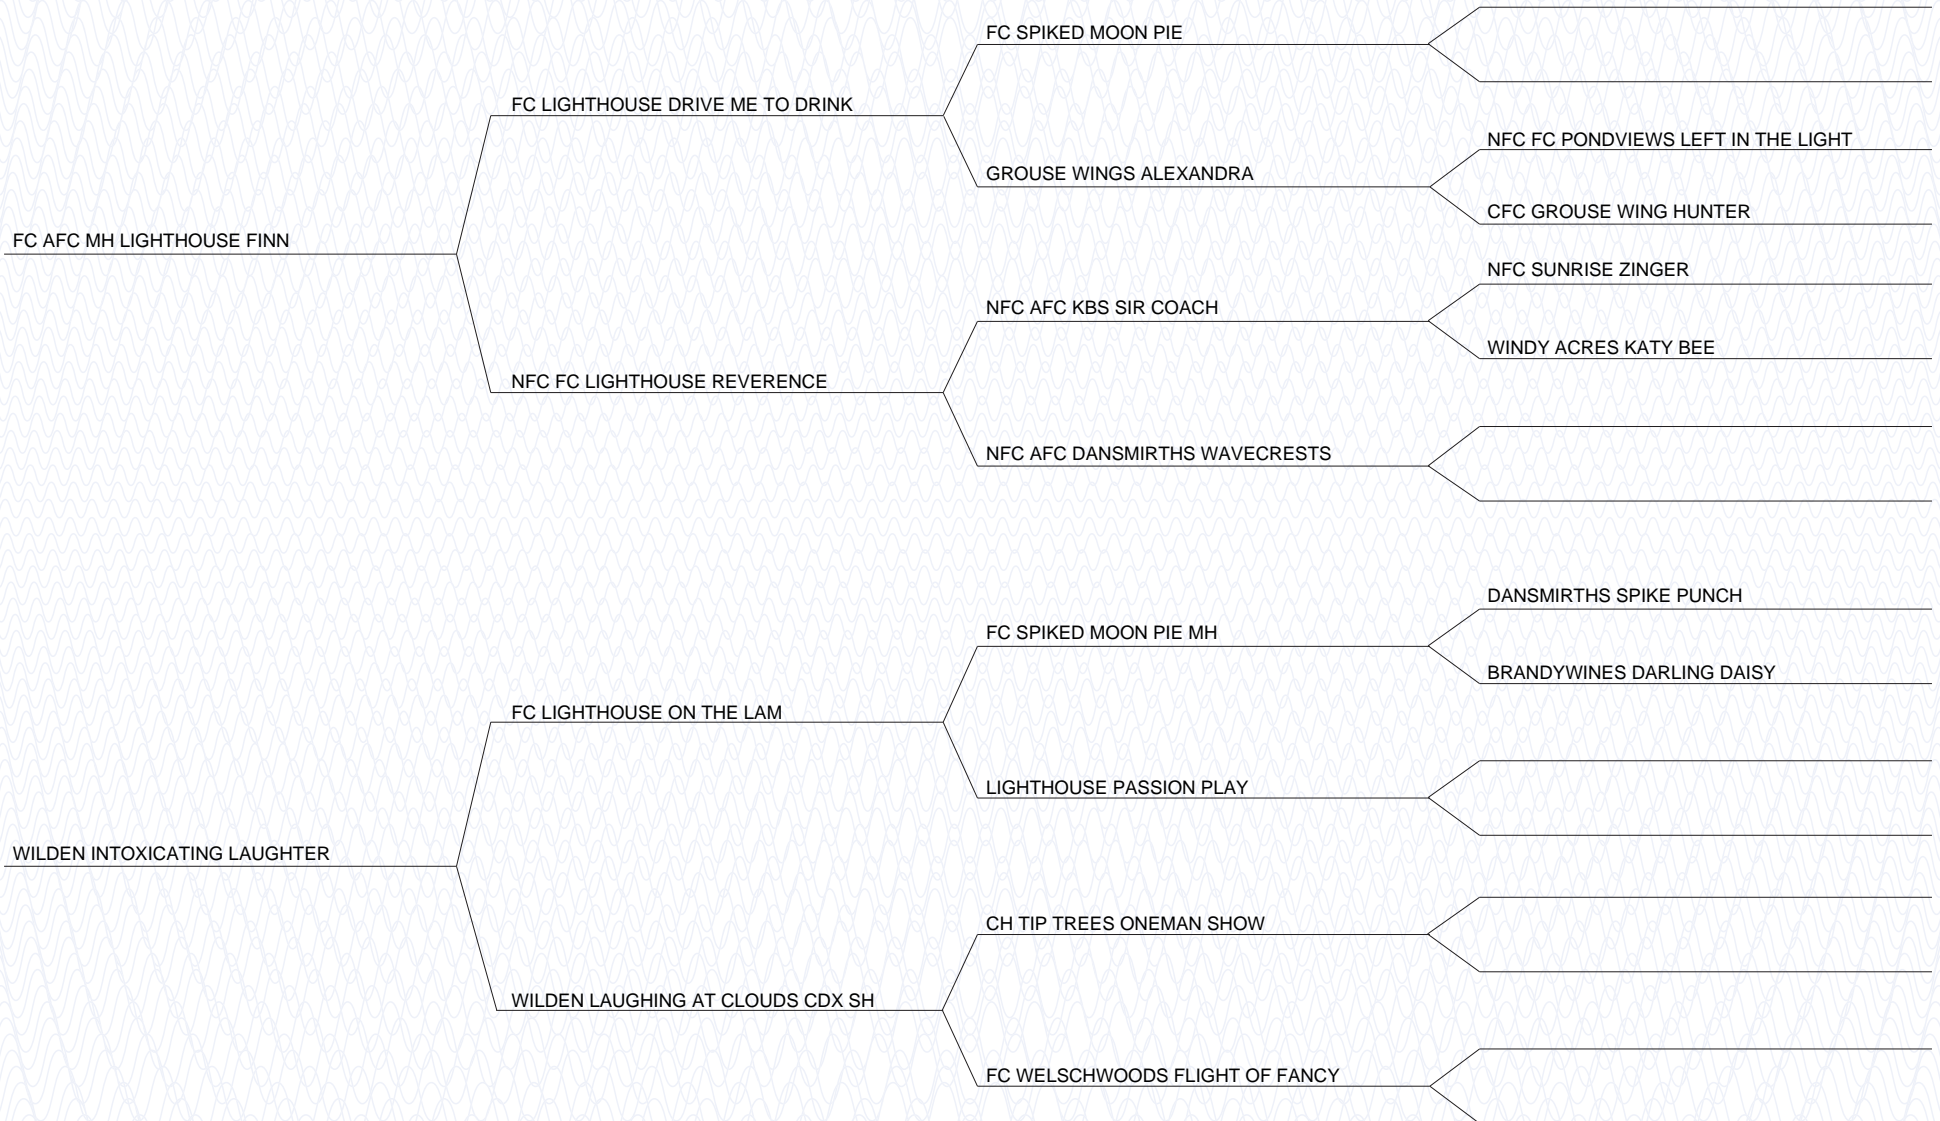 FC SPIKED MOON PIE
FC LIGHTHOUSE DRIVE ME TO DRINK
NFC FC PONDVIEWS LEFT IN THE LIGHT
GROUSE WINGS ALEXANDRA
CFC GROUSE WING HUNTER
FC AFC MH LIGHTHOUSE FINN
NFC SUNRISE ZINGER
NFC AFC KBS SIR COACH
WINDY ACRES KATY BEE
NFC FC LIGHTHOUSE REVERENCE
NFC AFC DANSMIRTHS WAVECRESTS
DANSMIRTHS SPIKE PUNCH
FC SPIKED MOON PIE MH
BRANDYWINES DARLING DAISY
FC LIGHTHOUSE ON THE LAM
LIGHTHOUSE PASSION PLAY
WILDEN INTOXICATING LAUGHTER
CH TIP TREES ONEMAN SHOW
WILDEN LAUGHING AT CLOUDS CDX SH
FC WELSCHWOODS FLIGHT OF FANCY